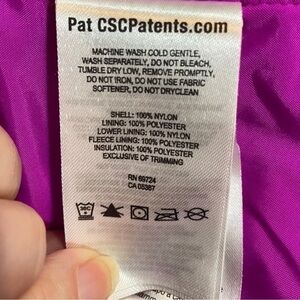 Pat CSCPatents.com
MACHINE WASH COLD GENTLE,
WASH SEPARATELY, DO NOT BLEACH,
TUMBLE DRY LOW, REMOVE PROMPTLY,
DO NOT IRON, DO NOT USE FABRIC
SOFTENER, DO NOT DRYCLEAN
SHELL: 100% NYLON
LINING: 100% POLYESTER
LOWER LINING: 100% NYLON
FLEECE LINING: 100% POLYESTER
INSULATION: 100% POLYESTER
EXCLUSIVE OF TRIMMING
RN 69724
CA 05367